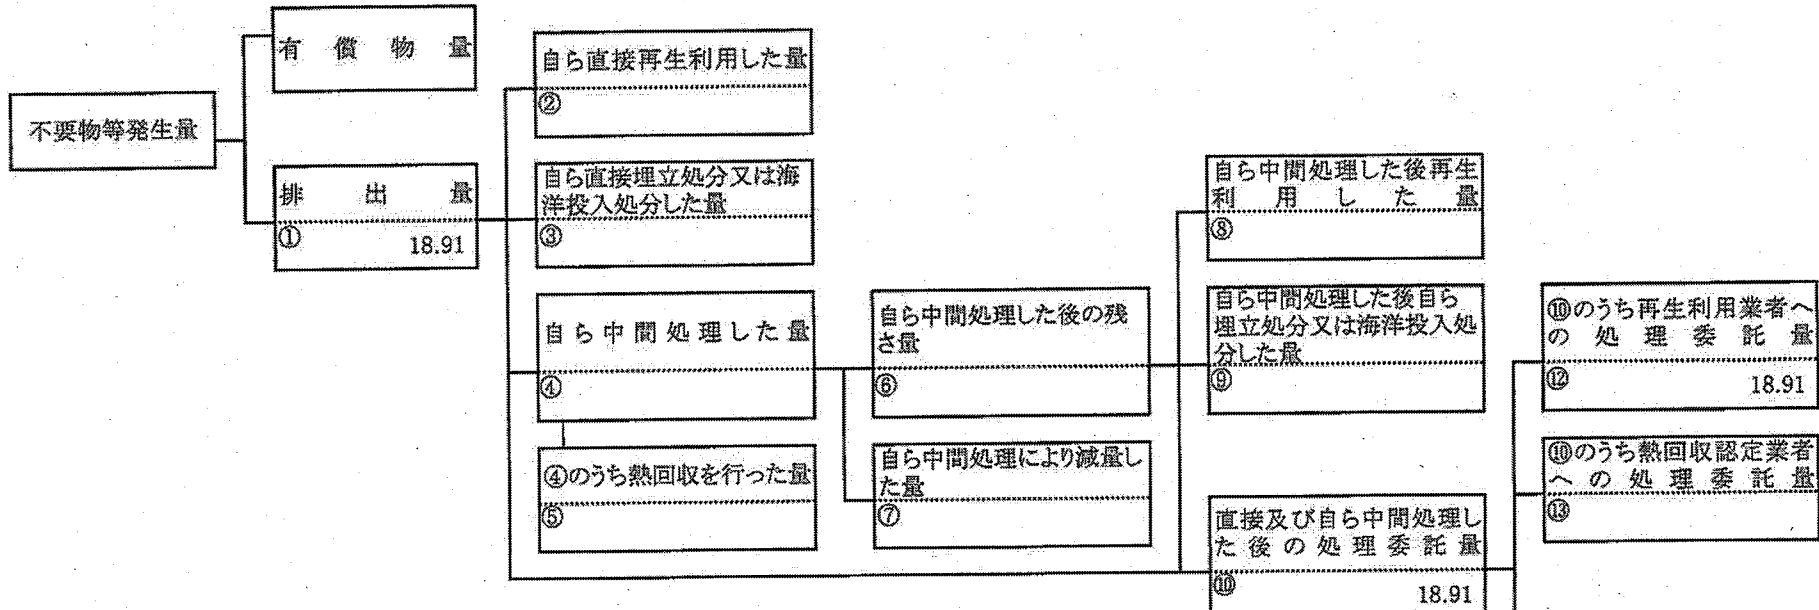 不要物等発生量
有償物量
排出量
①
18.91
自ら直接再生利用した量
②
自ら直接埋立処分又は海
洋投入処分した量
③
自ら中間処理した量
④
④のうち熱回収を行った量
⑤
自ら中間処理した後の残
さ量
⑥
自ら中間処理により減量し
た量
⑦
自ら中間処理した後再生
利用した量
⑧
自ら中間処理した後自ら
埋立処分又は海洋投入処
分した量
⑨
直接及び自ら中間処理し
た後の処理委託量
⑩
18.91
⑩のうち再生利用業者へ
の処理委託量
⑫
18.91
⑩のうち熱回収認定業者
への処理委託量
⑬